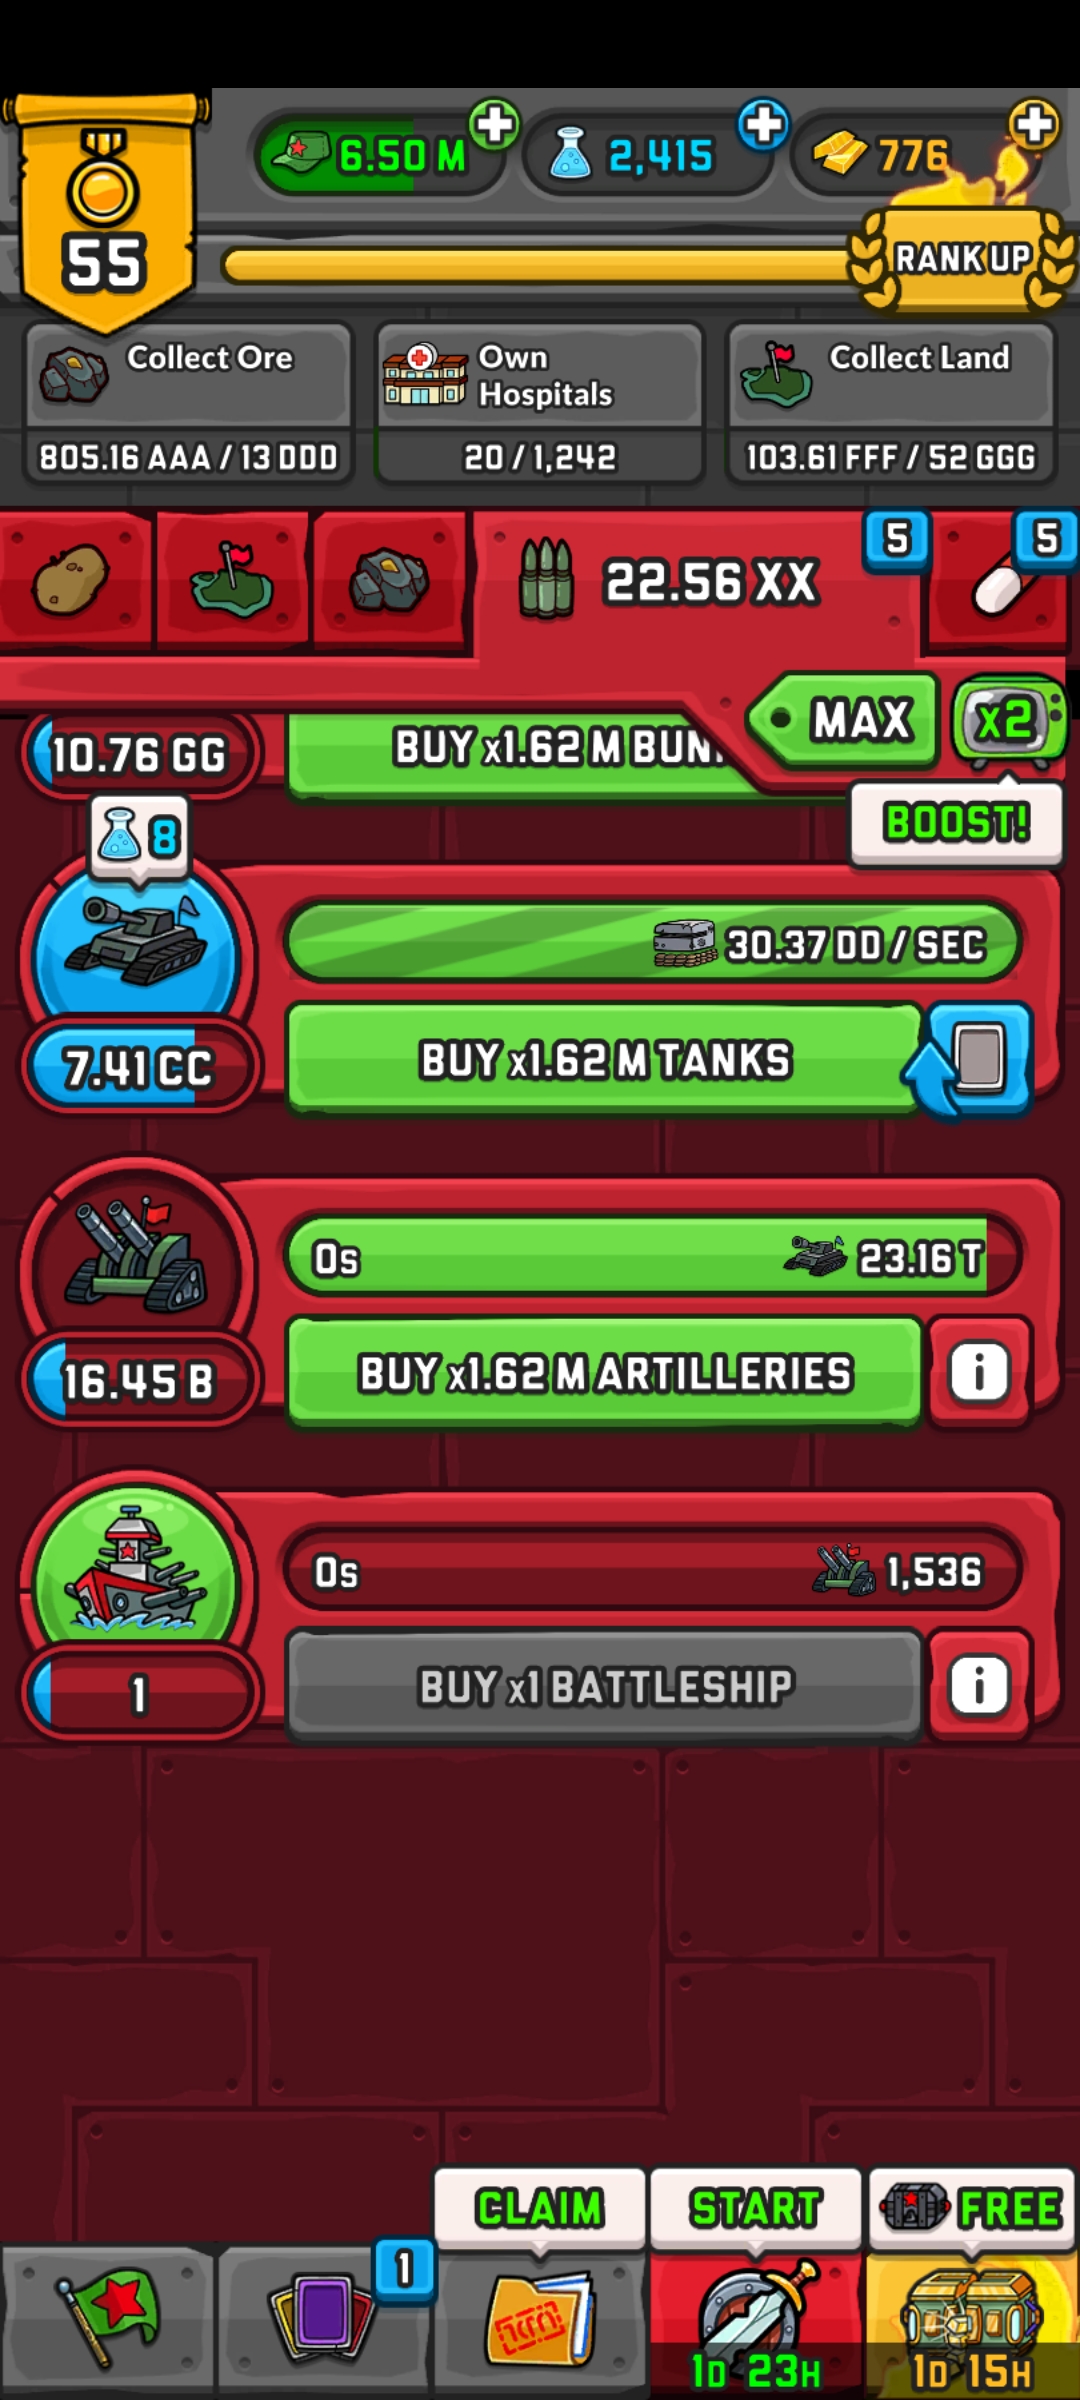 6.50 M
2,415
776
55
RANK UP
Collect Ore
805.16 AAA / 13 DDD
Own
Hospitals
20 / 1,242
Collect Land
103.61 FFF / 52 GGG
22.56 XX
5
5
MAX
x2
10.76 GG
BUY x1.62 M BUN
BOOST!
8
30.37 DD / SEC
7.41 CC
BUY x1.62 M TANKS
0s
23.16 T
16.45 B
BUY x1.62 M ARTILLERIES
i
0s
1,536
1
BUY x1 BATTLESHIP
i
CLAIM
START
FREE
1
1D 23H
1D 15H